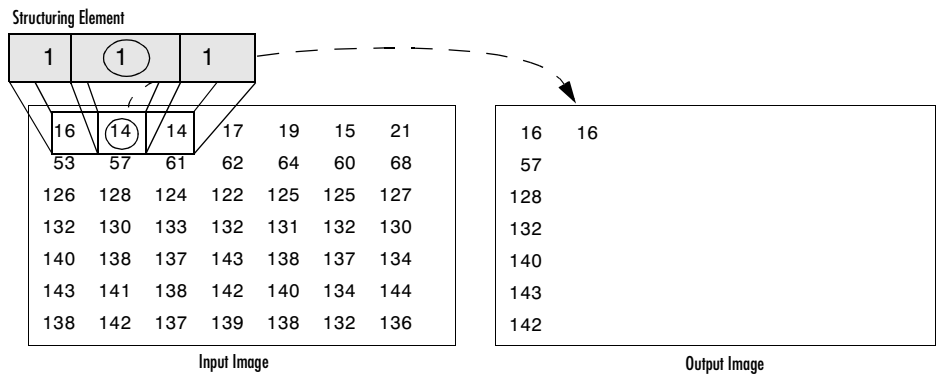 Structuring Element
1 1 1
16 14 14 17 19 15 21
53 57 61 62 64 60 68
126 128 124 122 125 125 127
132 130 133 132 131 132 130
140 138 137 143 138 137 134
143 141 138 142 140 134 144
138 142 137 139 138 132 136
Input Image
16 16
57
128
132
140
143
142
Output Image